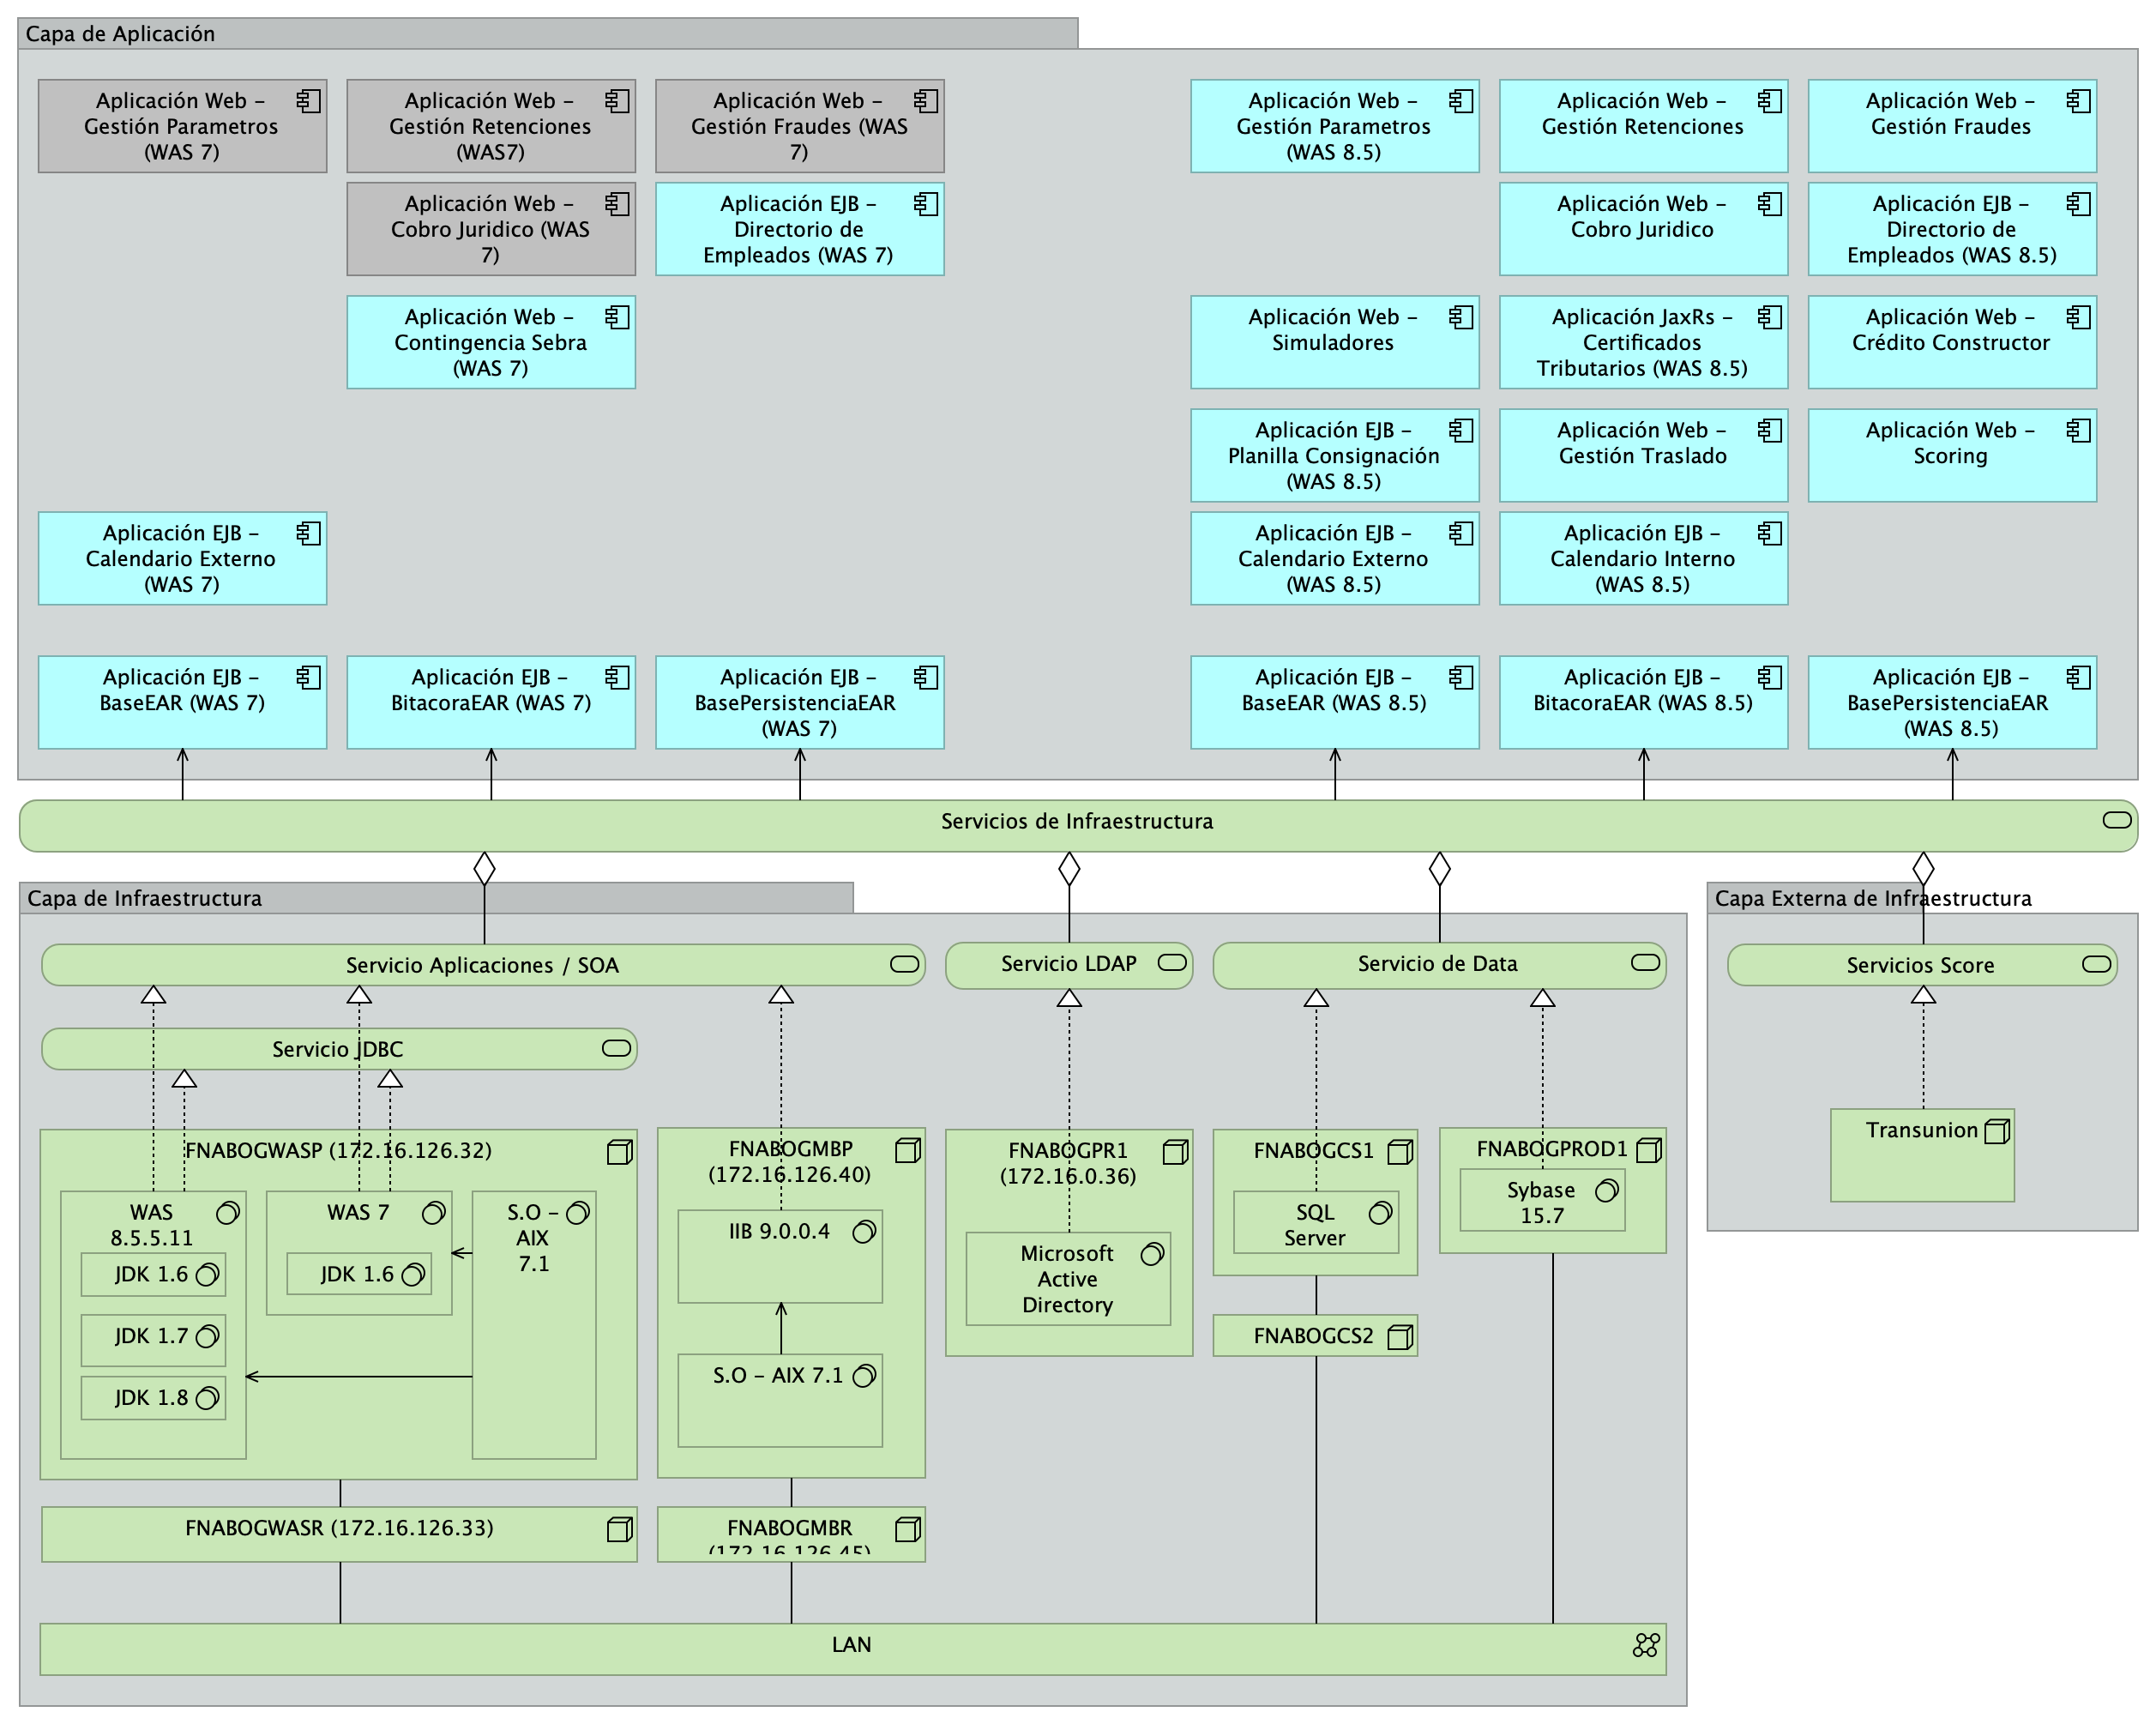 Capa de Aplicación
Aplicación Web –
Gestión Parametros
(WAS 7)
Aplicación Web –
Gestión Retenciones
(WAS7)
Aplicación Web –
Gestión Fraudes (WAS
7)
Aplicación Web –
Gestión Parametros
(WAS 8.5)
Aplicación Web –
Gestión Retenciones
Aplicación Web –
Gestión Fraudes
Aplicación Web –
Cobro Juridico (WAS
7)
Aplicación EJB –
Directorio de
Empleados (WAS 7)
Aplicación Web –
Cobro Juridico
Aplicación EJB –
Directorio de
Empleados (WAS 8.5)
Aplicación Web –
Contingencia Sebra
(WAS 7)
Aplicación Web –
Simuladores
Aplicación JaxRs –
Certificados
Tributarios (WAS 8.5)
Aplicación Web –
Crédito Constructor
Aplicación EJB –
Planilla Consignación
(WAS 8.5)
Aplicación Web –
Gestión Traslado
Aplicación Web –
Scoring
Aplicación EJB –
Calendario Externo
(WAS 7)
Aplicación EJB –
Calendario Externo
(WAS 8.5)
Aplicación EJB –
Calendario Interno
(WAS 8.5)
Aplicación EJB –
BaseEAR (WAS 7)
Aplicación EJB –
BitacoraEAR (WAS 7)
Aplicación EJB –
BasePersistenciaEAR
(WAS 7)
Aplicación EJB –
BaseEAR (WAS 8.5)
Aplicación EJB –
BitacoraEAR (WAS 8.5)
Aplicación EJB –
BasePersistenciaEAR
(WAS 8.5)
Servicios de Infraestructura
Capa de Infraestructura
Capa Externa de Infraestructura
Servicio Aplicaciones / SOA
Servicio LDAP
Servicio de Data
Servicios Score
Servicio JDBC
FNABOGWASP (172.16.126.32)
WAS
8.5.5.11
JDK 1.6
JDK 1.7
JDK 1.8
WAS 7
JDK 1.6
S.O –
AIX
7.1
FNABOGMBP
(172.16.126.40)
IIB 9.0.0.4
S.O – AIX 7.1
FNABOGPR1
(172.16.0.36)
Microsoft
Active
Directory
FNABOGCS1
SQL
Server
FNABOGCS2
FNABOGPROD1
Sybase
15.7
Transunion
FNABOGWASR (172.16.126.33)
FNABOGMBR
(172.16.126.45)
LAN